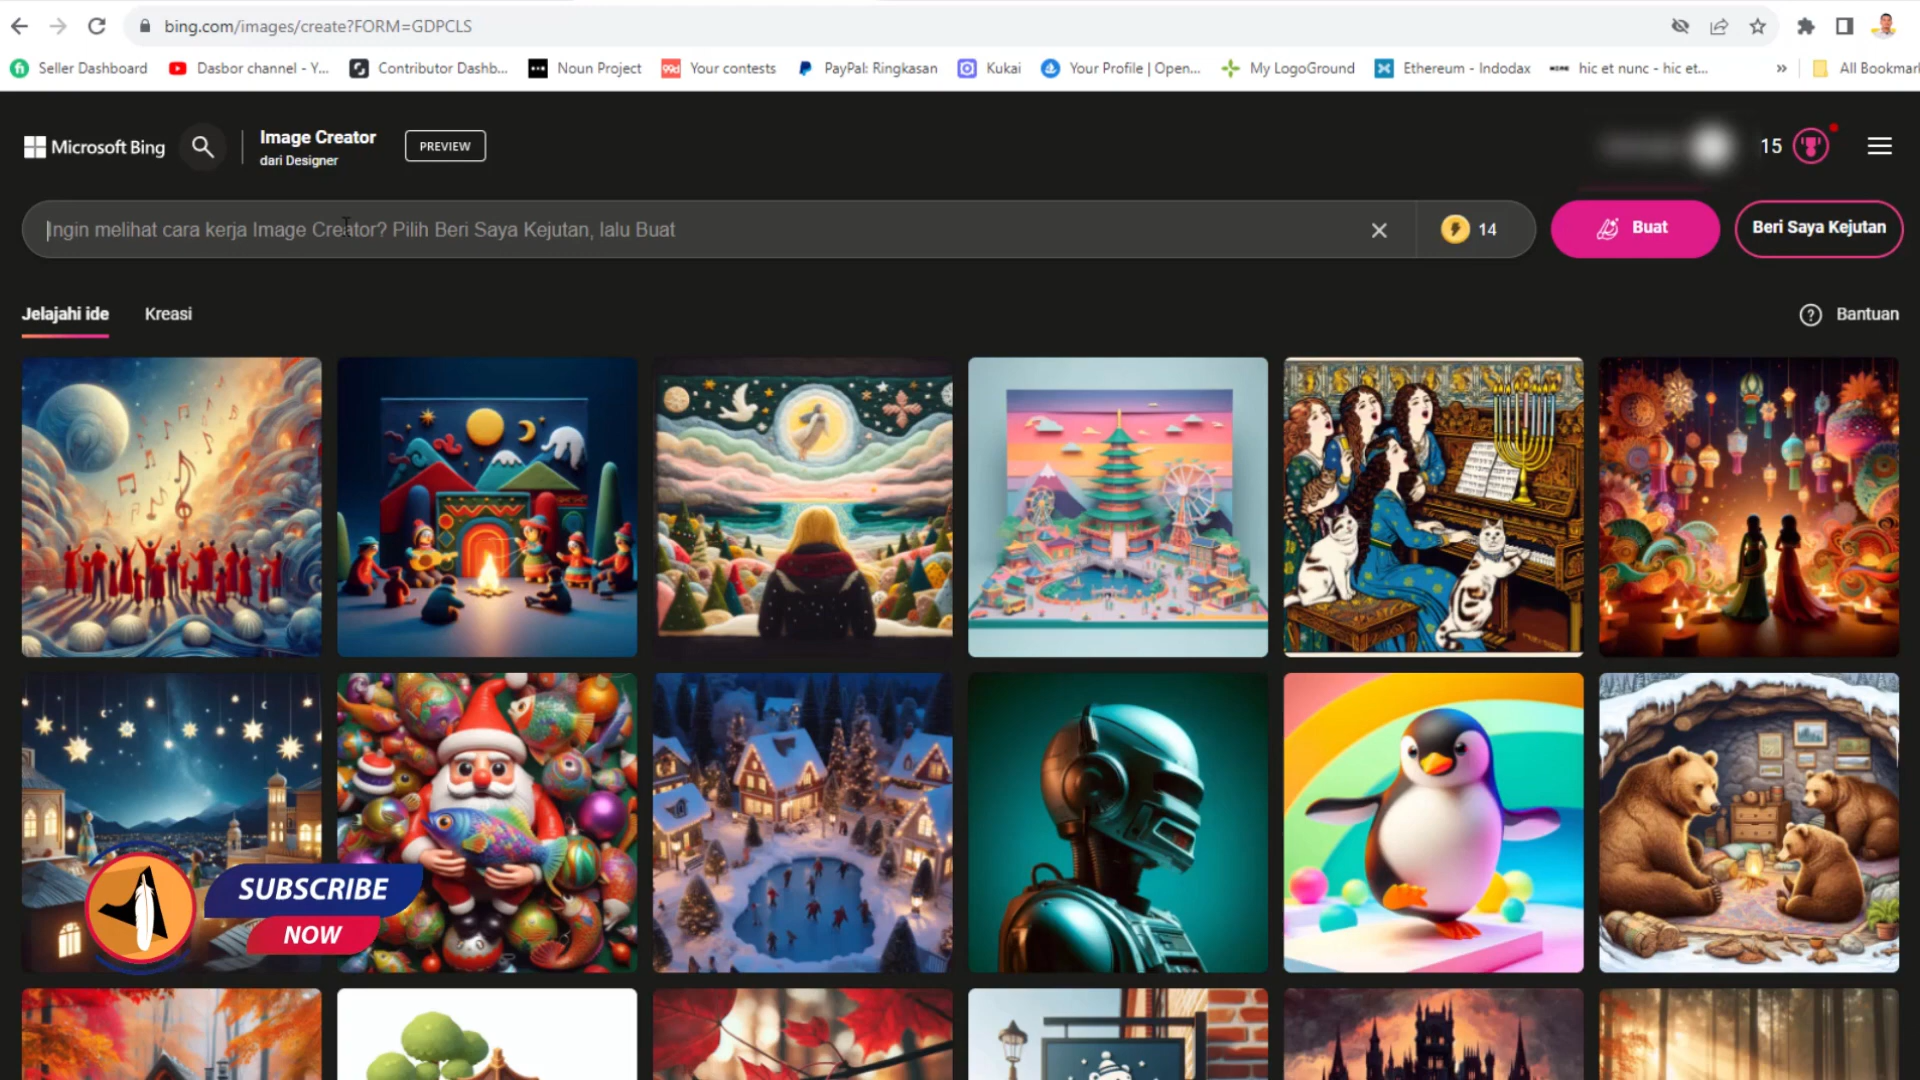 bing.com/images/create?FORM=GDPCLS
Seller Dashboard
Dasbor channel - Y...
Contributor Dashb...
Noun Project
99d
Your contests
PayPal: Ringkasan
Kukai
Your Profile | Open...
My LogoGround
Ethereum - Indodax
hic et nunc - hic et...
»
All Bookmar
Microsoft Bing
Image Creator
dari Designer
PREVIEW
15
Ingin melihat cara kerja Image Creator? Pilih Beri Saya Kejutan, lalu Buat
14
Buat
Beri Saya Kejutan
Jelajahi ide
Kreasi
Bantuan
SUBSCRIBE
NOW